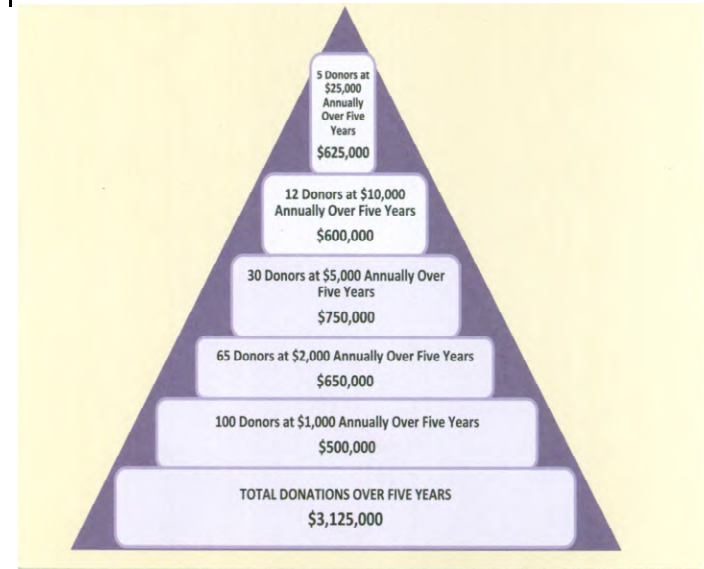 5 Donors at
$25,000
Annually
Over Five
Years
$625,000
12 Donors at $10,000
Annually Over Five Years
$600,000
30 Donors at $5,000 Annually Over
Five Years
$750,000
65 Donors at $2,000 Annually Over Five Years
$650,000
100 Donors at $1,000 Annually Over Five Years
$500,000
TOTAL DONATIONS OVER FIVE YEARS
$3,125,000